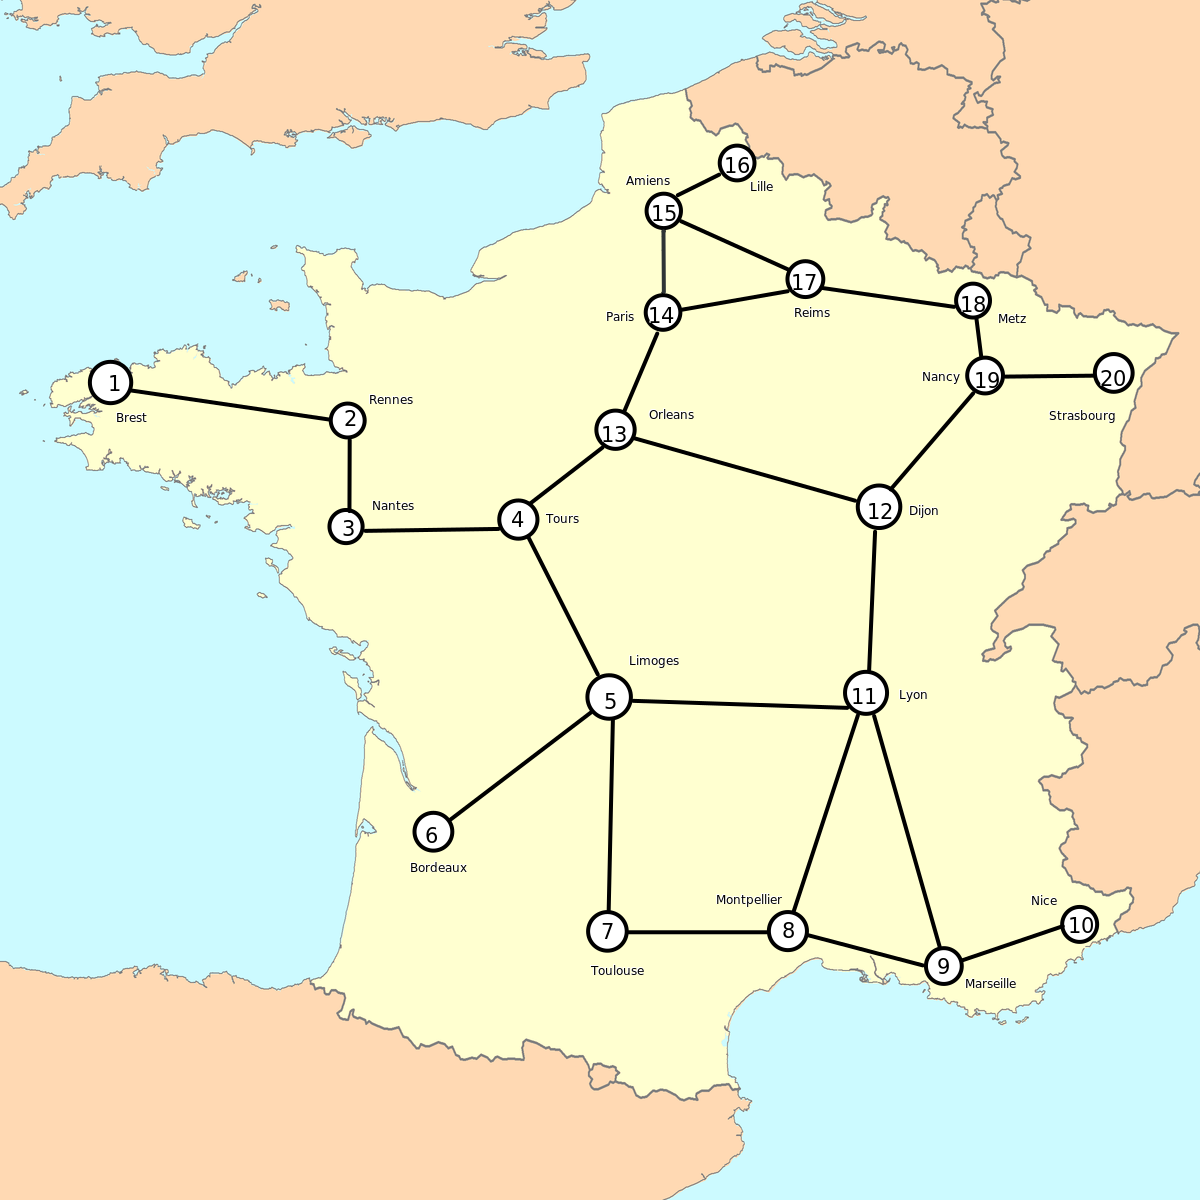 16
Amiens
Lille
15
17
18
Paris
14
Reims
Metz
1
Nancy
19
20
Brest
Rennes
2
Orleans
Strasbourg
13
Nantes
3
4
Tours
12
Dijon
Limoges
5
11
Lyon
6
Bordeaux
Montpellier
Nice
7
8
10
Toulouse
9
Marseille